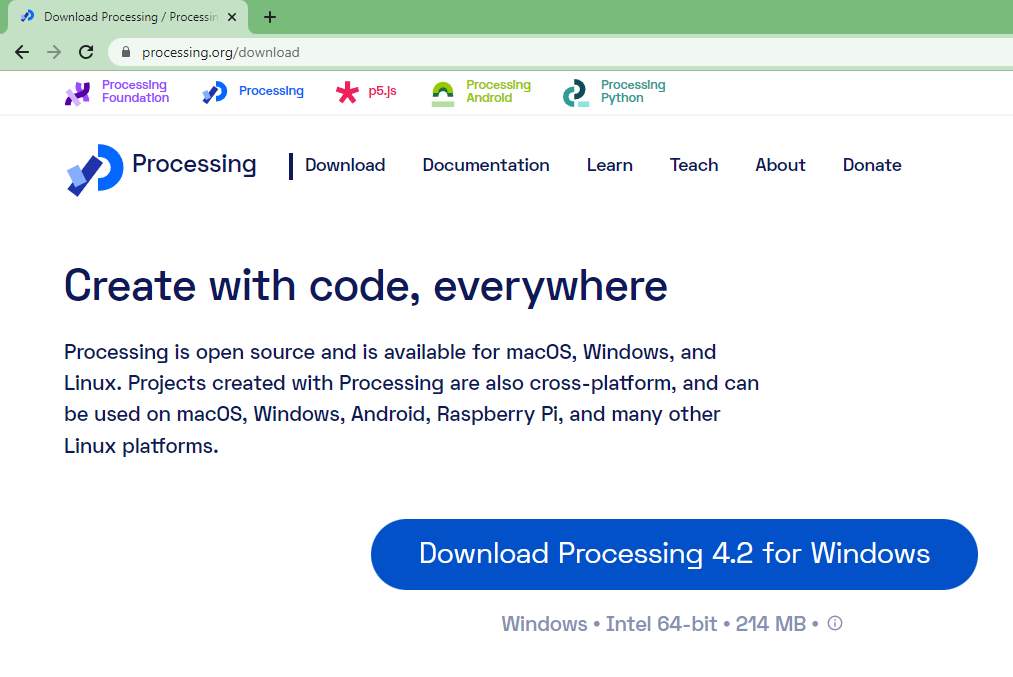 Download Processing / Processin
processing.org/download
Processing Foundation
Processing
p5.js
Processing Android
Processing Python
Processing
Download
Documentation
Learn
Teach
About
Donate
Create with code, everywhere
Processing is open source and is available for macOS, Windows, and
Linux. Projects created with Processing are also cross-platform, and can
be used on macOS, Windows, Android, Raspberry Pi, and many other
Linux platforms.
Download Processing 4.2 for Windows
Windows • Intel 64-bit • 214 MB •